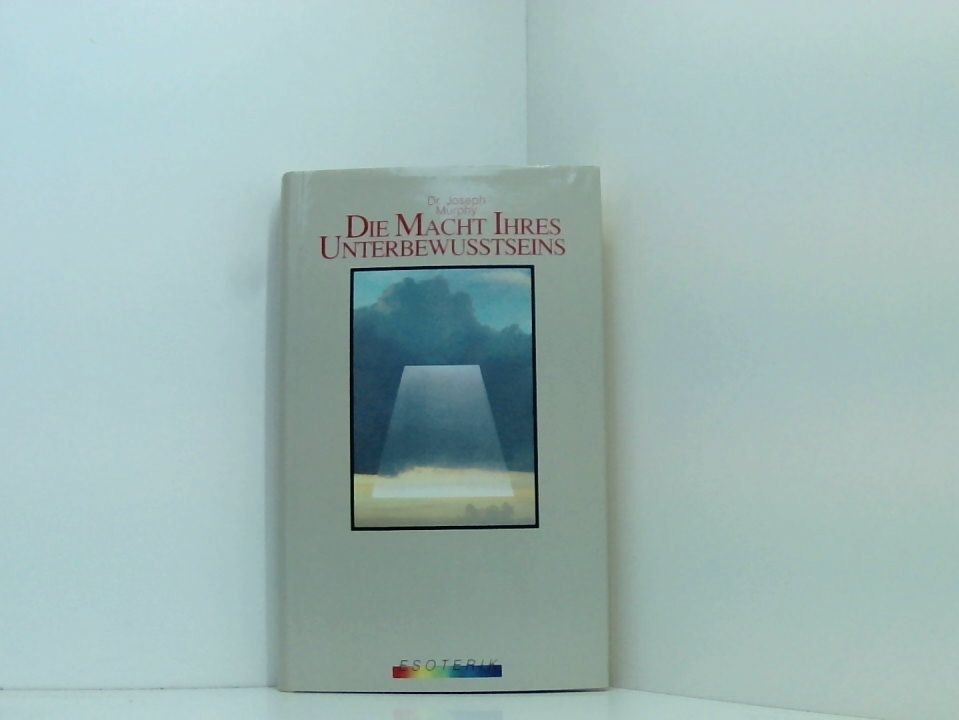 Dr. Joseph
Murphy
DIE MACHT IHRES
UNTERBEWUSSTSEINS
ESOTERIK